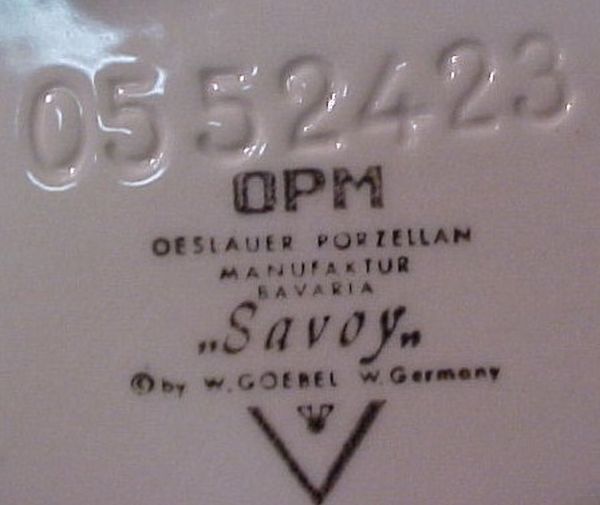 05 52423
OPM
OESLAUER PORZELLAN
MANUFAKTUR
BAVARIA
„Savoy„
© by W. GOEBEL W. Germany